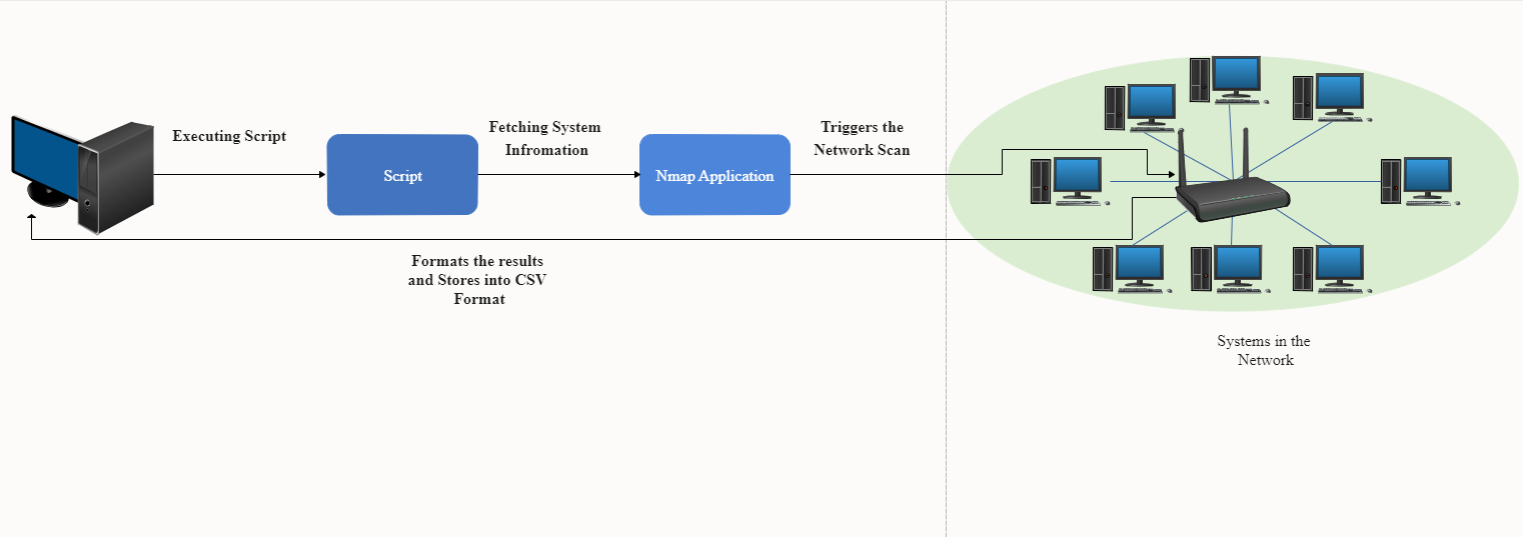 Executing Script
Script
Fetching System
Infromation
Nmap Application
Triggers the
Network Scan
Formats the results
and Stores into CSV
Format
Systems in the
Network